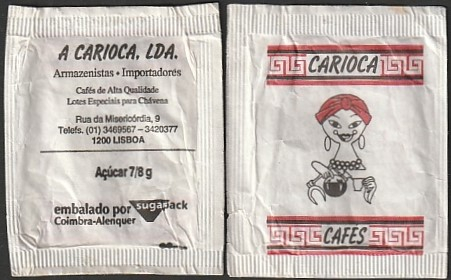 A CARIOCA, LDA.
Armazenistas • Importadores
Cafés de Alta Qualidade
Lotes Especiais para Chávena
Rua da Misericórdia, 9
Telefs. (01) 3469567 – 3420377
1200 LISBOA
Açúcar 7/8 g
embalado por sugarpack
Coimbra-Alenquer
CARIOCA
CAFÉS